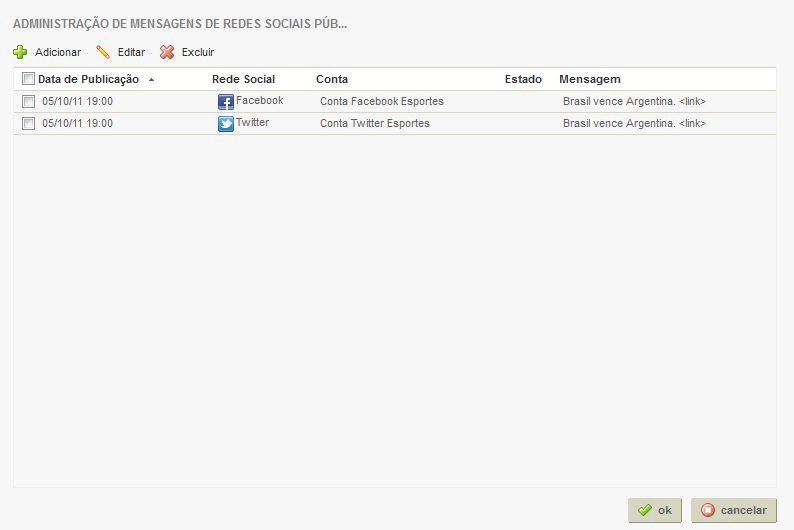 ADMINISTRAÇÃO DE MENSAGENS DE REDES SOCIAIS PÚB...
Adicionar Editar Excluir
Data de Publicação Rede Social Conta Estado Mensagem
05/10/11 19:00 Facebook Conta Facebook Esportes Brasil vence Argentina. <link>
05/10/11 19:00 Twitter Conta Twitter Esportes Brasil vence Argentina. <link>
ok cancelar